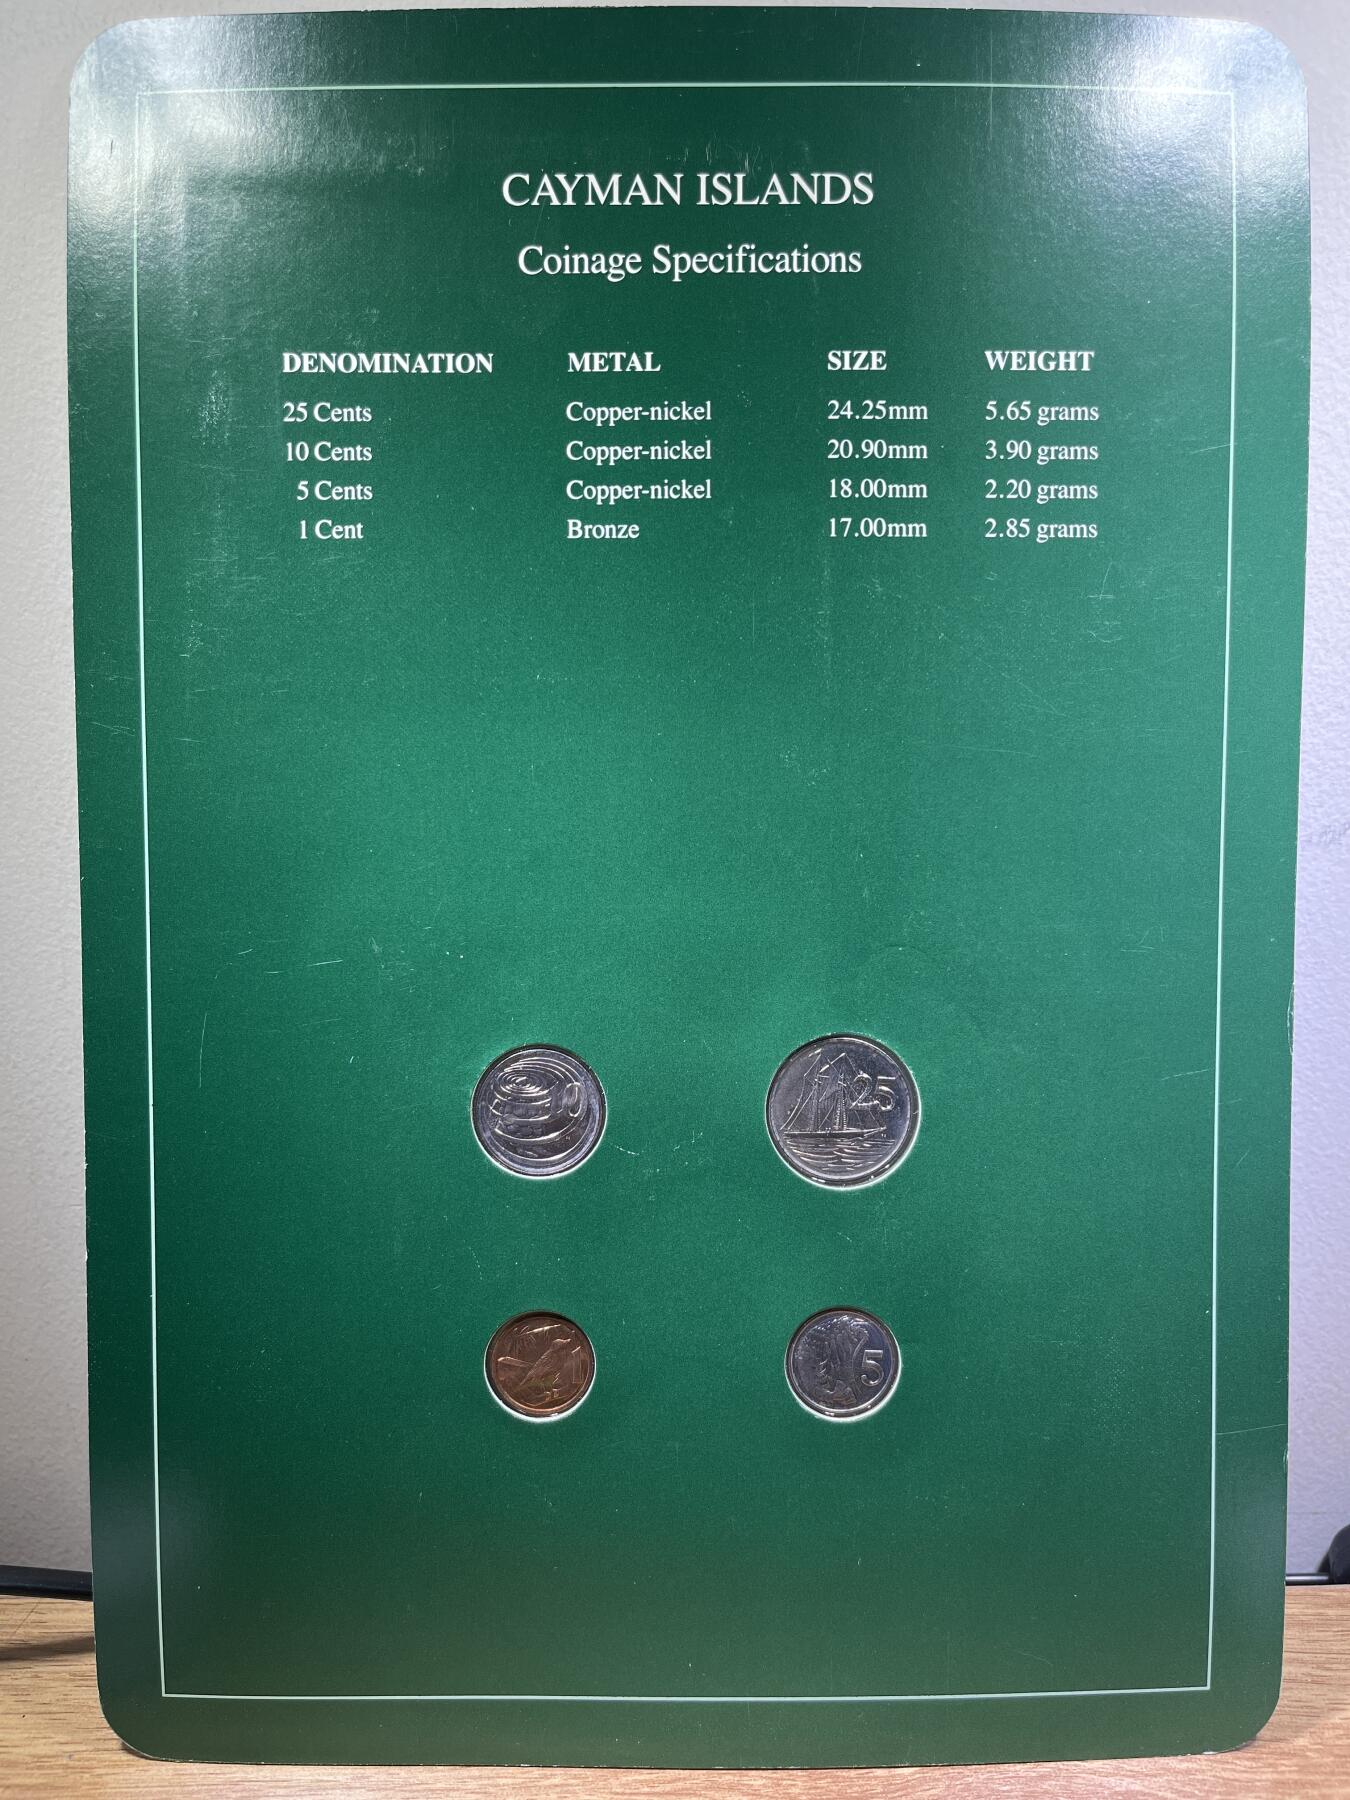 CAYMAN ISLANDS
Coinage Specifications
DENOMINATION METAL SIZE WEIGHT
25 Cents Copper-nickel 24.25mm 5.65 grams
10 Cents Copper-nickel 20.90mm 3.90 grams
5 Cents Copper-nickel 18.00mm 2.20 grams
1 Cent Bronze 17.00mm 2.85 grams
10
25
1
5